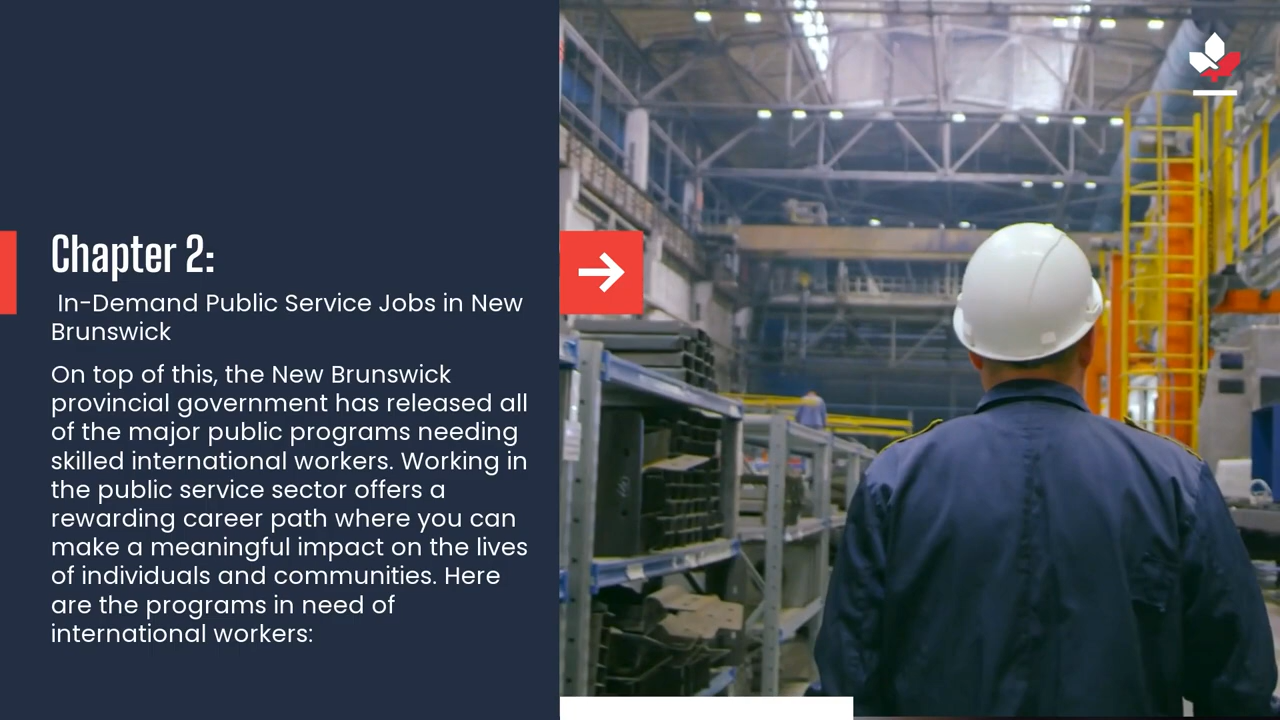 Chapter 2:
In-Demand Public Service Jobs in New
Brunswick
On top of this, the New Brunswick
provincial government has released all
of the major public programs needing
skilled international workers. Working in
the public service sector offers a
rewarding career path where you can
make a meaningful impact on the lives
of individuals and communities. Here
are the programs in need of
international workers: